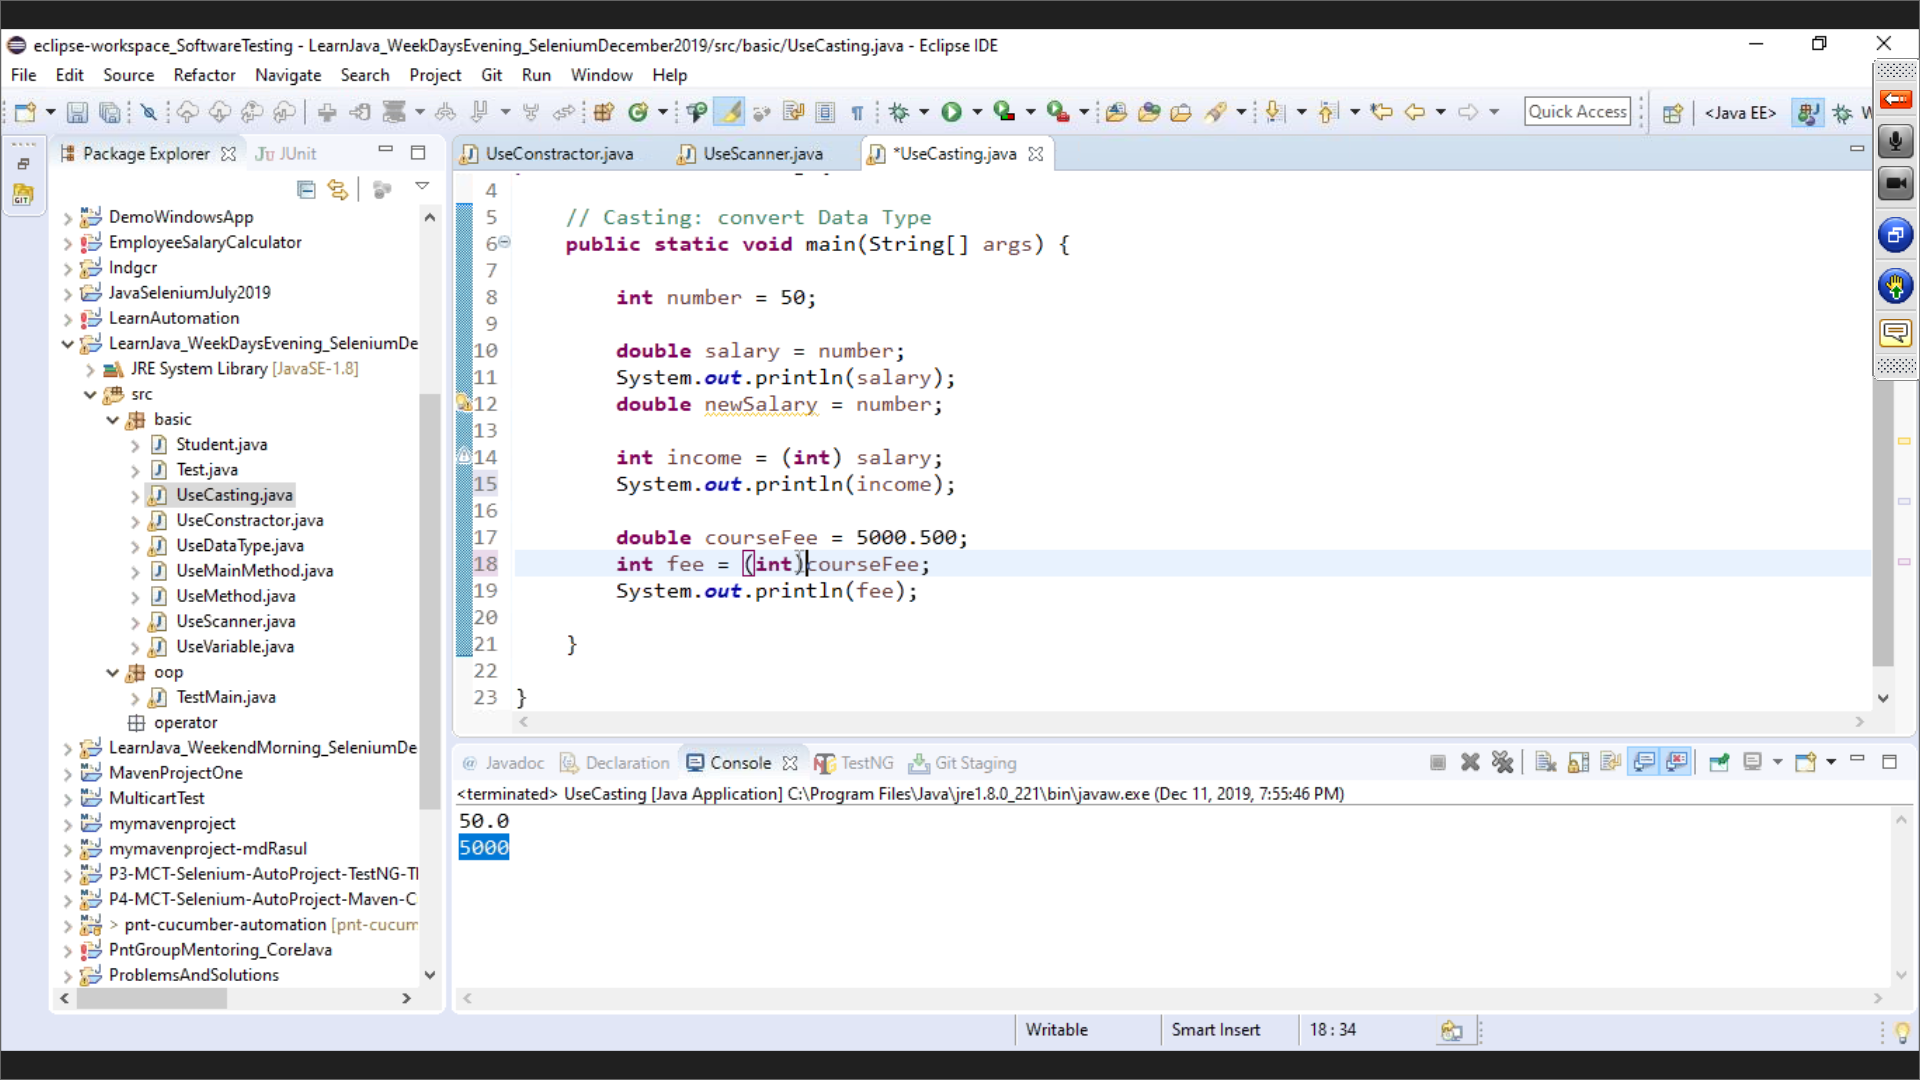 eclipse-workspace_SoftwareTesting - LearnJava_WeekDaysEvening_SeleniumDecember2019/src/basic/UseCasting.java - Eclipse IDE
File Edit Source Refactor Navigate Search Project Git Run Window Help
Quick Access <Java EE> W
Package Explorer JUnit
UseConstractor.java UseScanner.java *UseCasting.java
GIT
DemoWindowsApp
EmployeeSalaryCalculator
Indgcr
JavaSeleniumJuly2019
LearnAutomation
LearnJava_WeekDaysEvening_SeleniumDe
JRE System Library [JavaSE-1.8]
src
basic
Student.java
Test.java
UseCasting.java
UseConstractor.java
UseDataType.java
UseMainMethod.java
UseMethod.java
UseScanner.java
UseVariable.java
oop
TestMain.java
operator
LearnJava_WeekendMorning_SeleniumDe
MavenProjectOne
MulticartTest
mymavenproject
mymavenproject-mdRasul
P3-MCT-Selenium-AutoProject-TestNG-Tl
P4-MCT-Selenium-AutoProject-Maven-C
> pnt-cucumber-automation [pnt-cucum
PntGroupMentoring_CoreJava
ProblemsAndSolutions
4
5 // Casting: convert Data Type
6 public static void main(String[] args) {
7
8 int number = 50;
9
10 double salary = number;
11 System.out.println(salary);
12 double newSalary = number;
13
14 int income = (int) salary;
15 System.out.println(income);
16
17 double courseFee = 5000.500;
18 int fee = (int)courseFee;
19 System.out.println(fee);
20
21 }
22
23 }
@ Javadoc Declaration Console TestNG Git Staging
<terminated> UseCasting [Java Application] C:\Program Files\Java\jre1.8.0_221\bin\javaw.exe (Dec 11, 2019, 7:55:46 PM)
50.0
5000
Writable Smart Insert 18 : 34